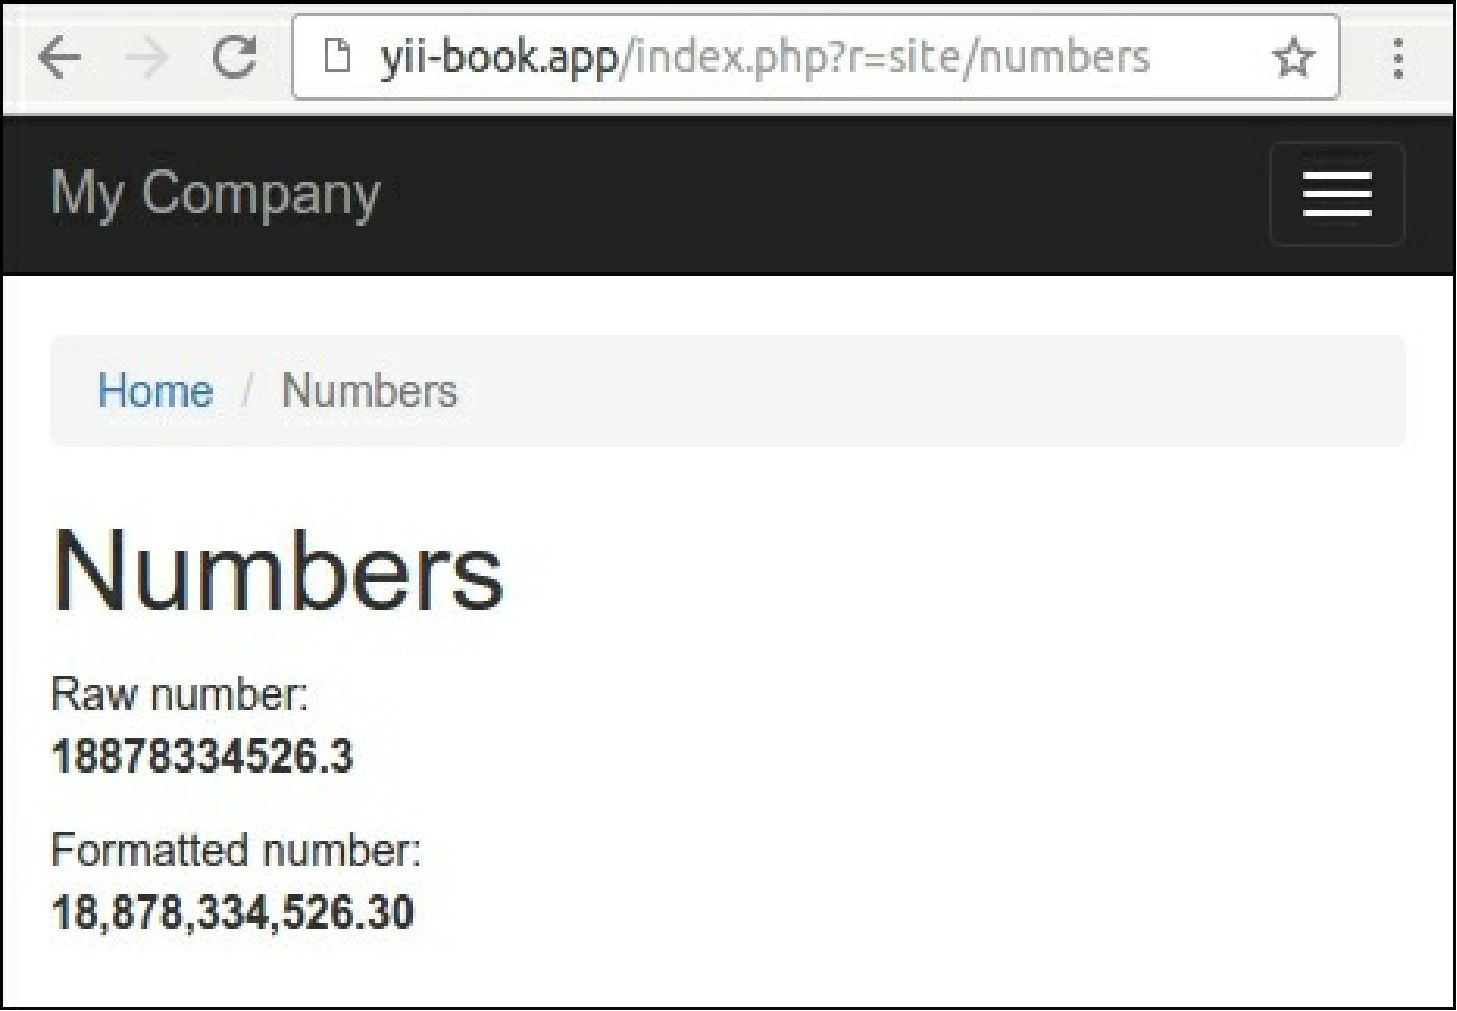 yii-book.app/index.php?r=site/numbers
My Company
Home / Numbers
Numbers
Raw number:
18878334526.3
Formatted number:
18,878,334,526.30